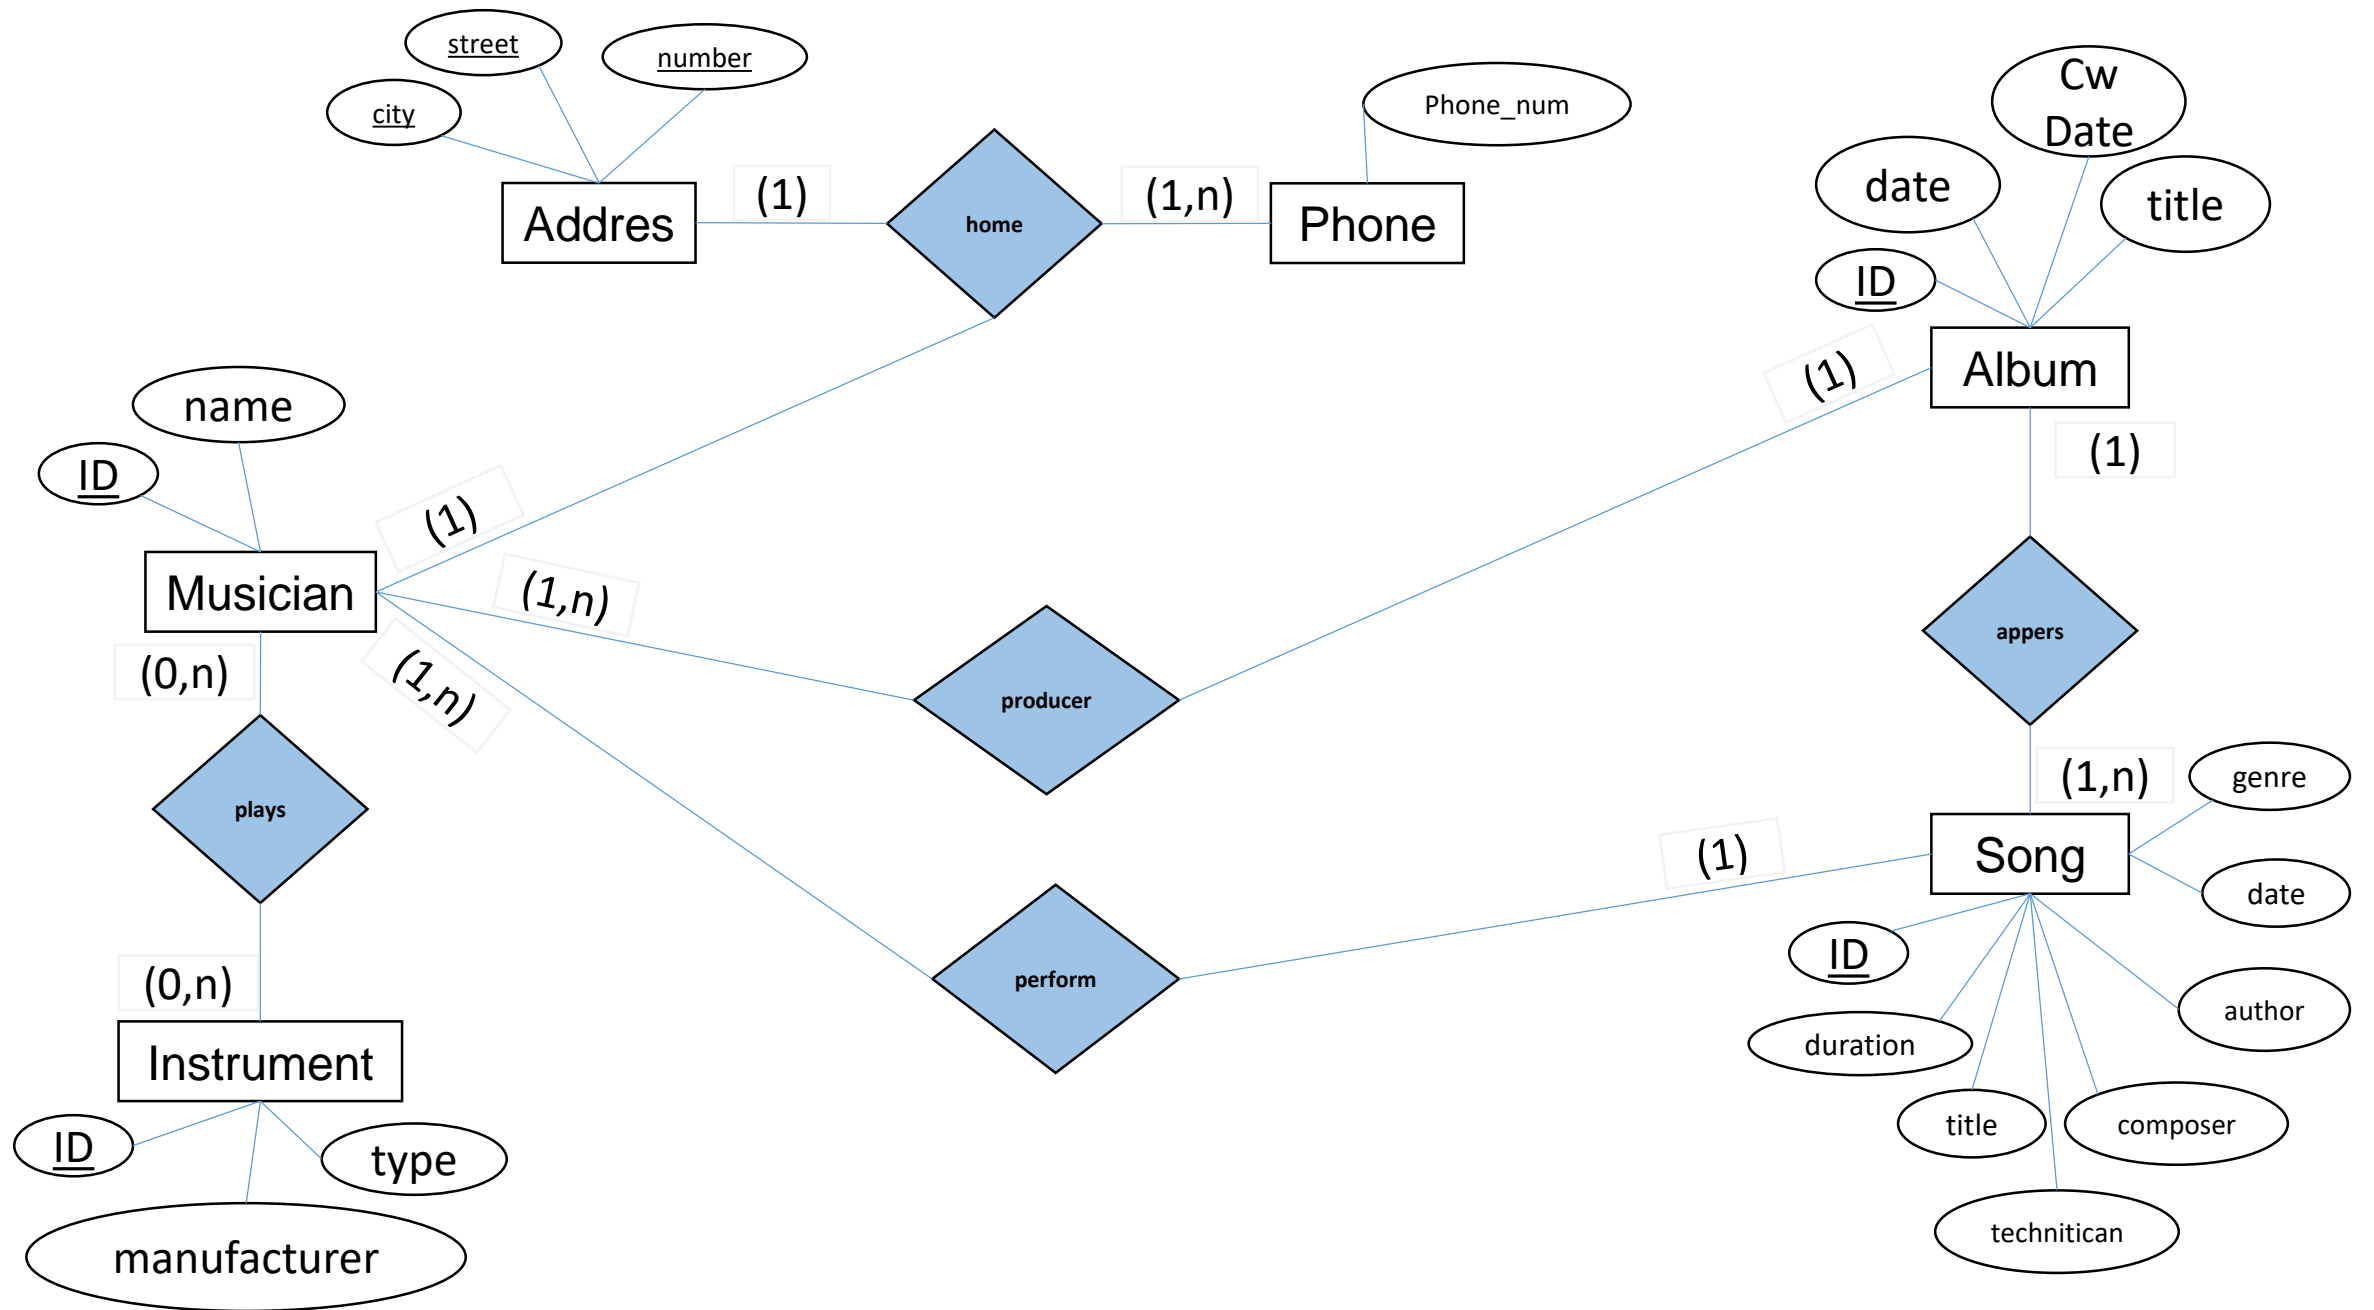 street
number
city
Phone_num
Cw
Date
date
title
ID
(1)
(1,n)
Addres
home
Phone
Album
(1)
(1)
name
ID
(1)
(1,n)
Musician
(1,n)
(0,n)
producer
appers
plays
(1,n)
genre
(1)
Song
date
ID
perform
(0,n)
author
duration
Instrument
title
composer
ID
type
technitican
manufacturer